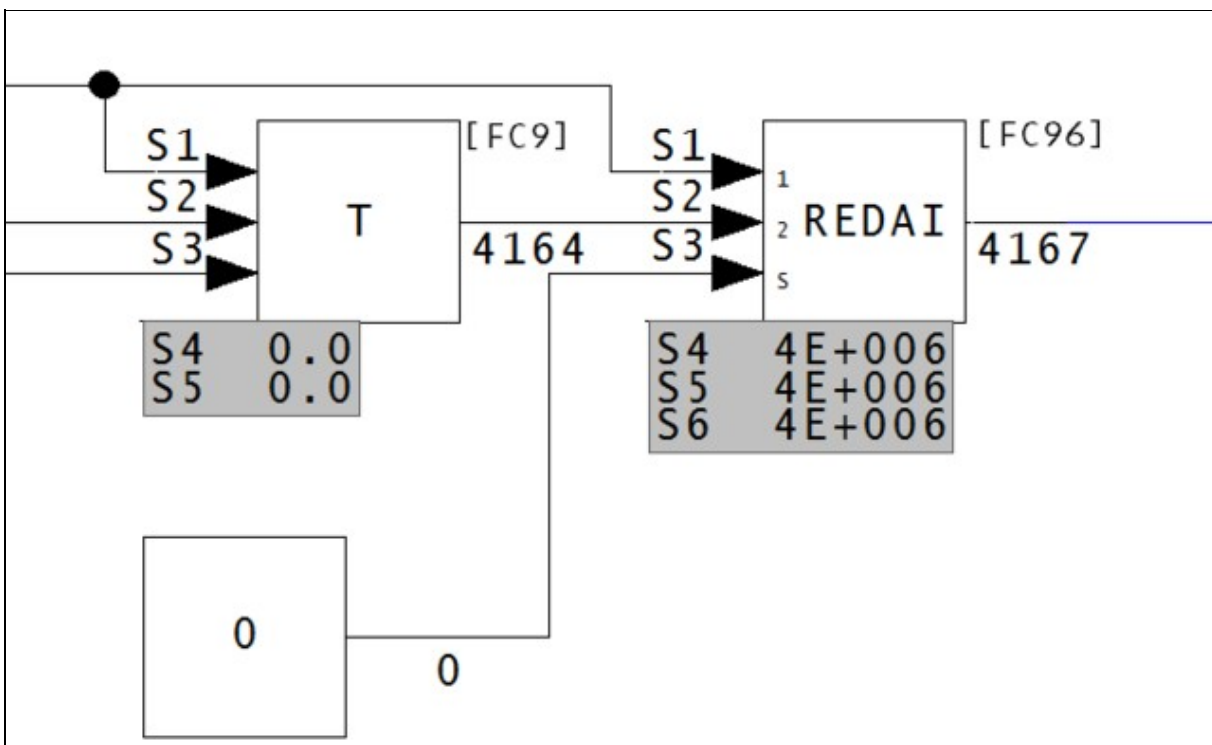 S1
[FC9]
S2
S3
T
4164
S4 0.0
S5 0.0
S1
[FC96]
S2
S3
1
2
S
REDAI
4167
S4 4E+006
S5 4E+006
S6 4E+006
0
0